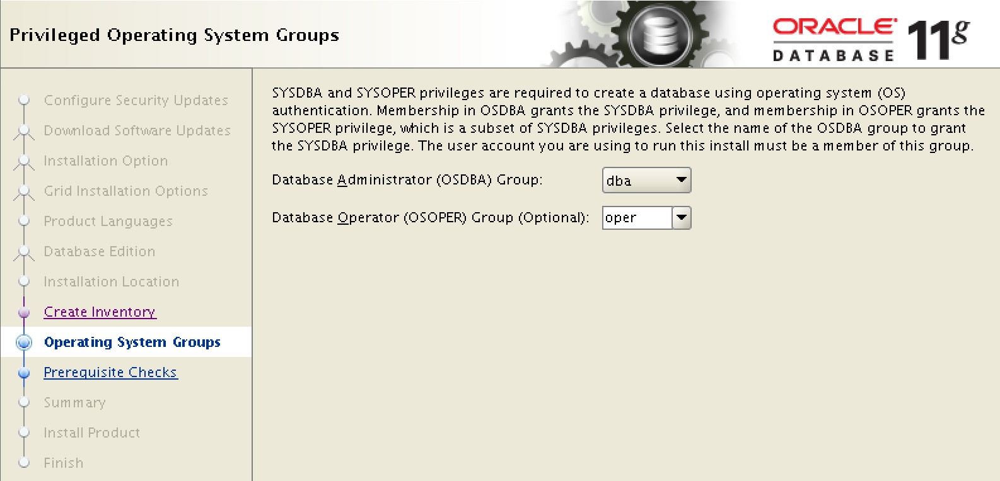 Privileged Operating System Groups
ORACLE
DATABASE
11g
Configure Security Updates
Download Software Updates
Installation Option
Grid Installation Options
Product Languages
Database Edition
Installation Location
Create Inventory
Operating System Groups
Prerequisite Checks
Summary
Install Product
Finish
SYSDBA and SYSOPER privileges are required to create a database using operating system (OS)
authentication. Membership in OSDBA grants the SYSDBA privilege, and membership in OSOPER grants the
SYSOPER privilege, which is a subset of SYSDBA privileges. Select the name of the OSDBA group to grant
the SYSDBA privilege. The user account you are using to run this install must be a member of this group.
Database Administrator (OSDBA) Group: dba
Database Operator (OSOPER) Group (Optional): oper